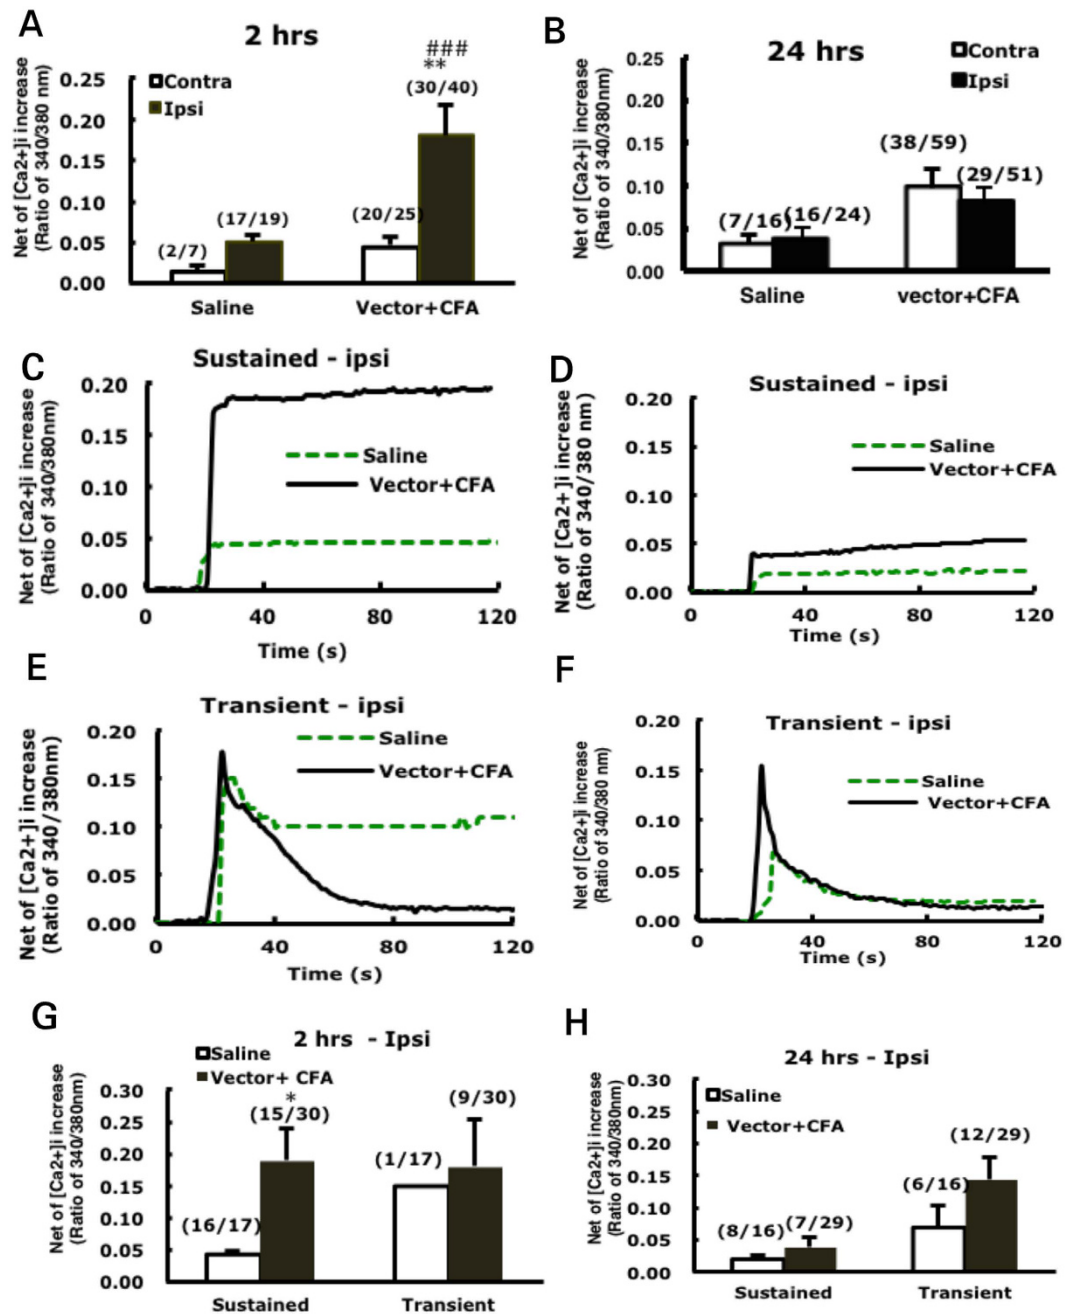 A
2 hrs
Net of [Ca2+]i increase
(Ratio of 340/380 nm)
0.25
0.20
0.15
0.10
0.05
0.00
Contra
Ipsi
###
**
(30/40)
(17/19)
(20/25)
(2/7)
Saline
Vector+CFA
B
24 hrs
Net of [Ca2+]i increase
(Ratio of 340/380nm)
0.25
0.20
0.15
0.10
0.05
0.00
Contra
Ipsi
(38/59)
(29/51)
(7/16)
(16/24)
Saline
vector+CFA
C
Sustained - ipsi
Net of [Ca2+]i increase
(Ratio of 340/380nm)
0.20
0.15
0.10
0.05
0.00
Saline
Vector+CFA
0
40
80
120
Time (s)
D
Sustained - ipsi
Net of [Ca2+]i increase
(Ratio of 340/380 nm)
0.20
0.15
0.10
0.05
0.00
Saline
Vector+CFA
0
40
80
120
Time (s)
E
Transient - ipsi
Net of [Ca2+]i increase
(Ratio of 340/380nm)
0.20
0.15
0.10
0.05
0.00
Saline
Vector+CFA
0
40
80
120
Time (s)
F
Transient - ipsi
Net of [Ca2+]i increase
(Ratio of 340/380 nm)
0.20
0.15
0.10
0.05
0.00
Saline
Vector+CFA
0
40
80
120
Time (s)
G
2 hrs - Ipsi
Net of [Ca2+]i increase
(Ratio of 340/380nm)
Saline
Vector+ CFA
0.30
0.25
0.20
0.15
0.10
0.05
0.00
*
(15/30)
(9/30)
(1/17)
(16/17)
Sustained
Transient
H
24 hrs - Ipsi
Net of [Ca2+]i increase
(Ratio of 340/380nm)
0.30
0.25
0.20
0.15
0.10
0.05
0.00
Saline
Vector+CFA
(12/29)
(6/16)
(8/16)
(7/29)
Sustained
Transient